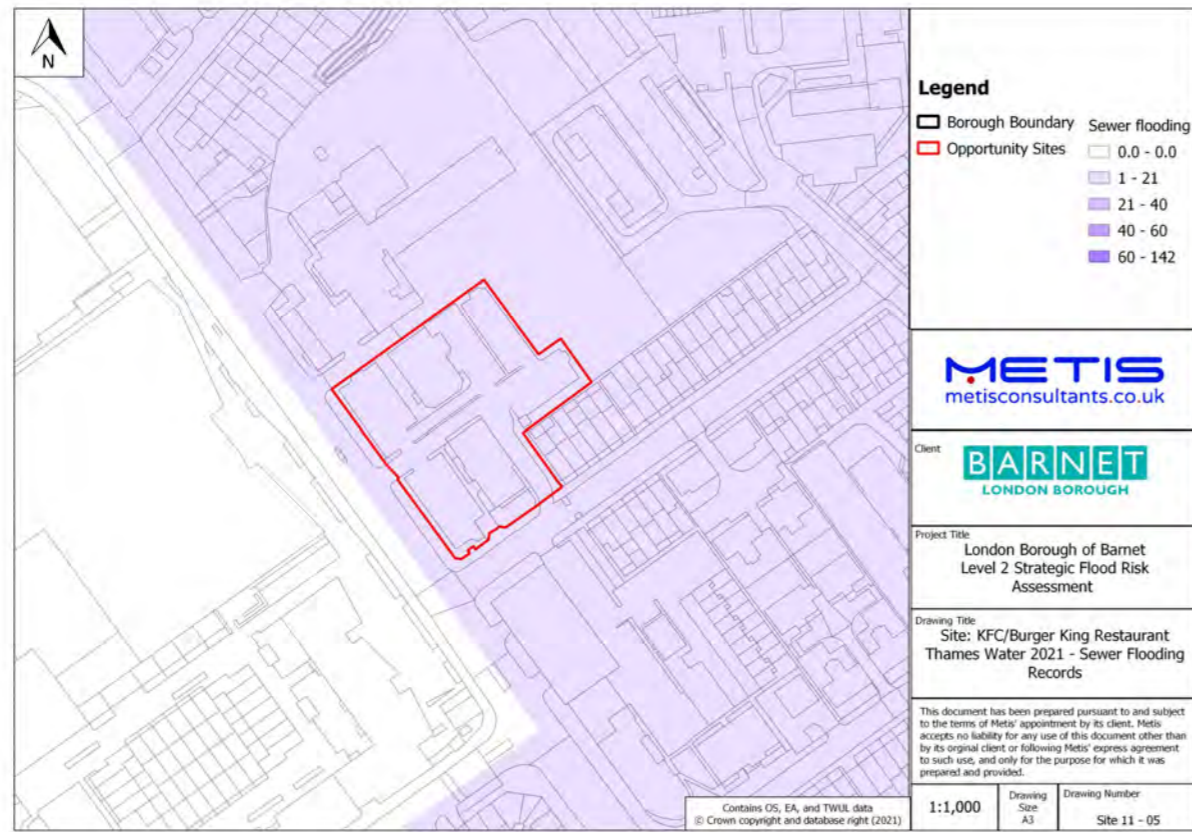 N
Legend
Borough Boundary
Opportunity Sites
Sewer flooding
0.0 - 0.0
1 - 21
21 - 40
40 - 60
60 - 142
METIS
metisconsultants.co.uk
Client
BARNET
LONDON BOROUGH
Project Title
London Borough of Barnet
Level 2 Strategic Flood Risk
Assessment
Drawing Title
Site: KFC/Burger King Restaurant
Thames Water 2021 - Sewer Flooding
Records
This document has been prepared pursuant to and subject
to the terms of Metis' appointment by its client. Metis
accepts no liability for any use of this document other than
by its orginal client or following Metis' express agreement
to such use, and only for the purpose for which it was
prepared and provided.
Contains OS, EA, and TWUL data
© Crown copyright and database right (2021)
1:1,000
Drawing
Size
A3
Drawing Number
Site 11 - 05